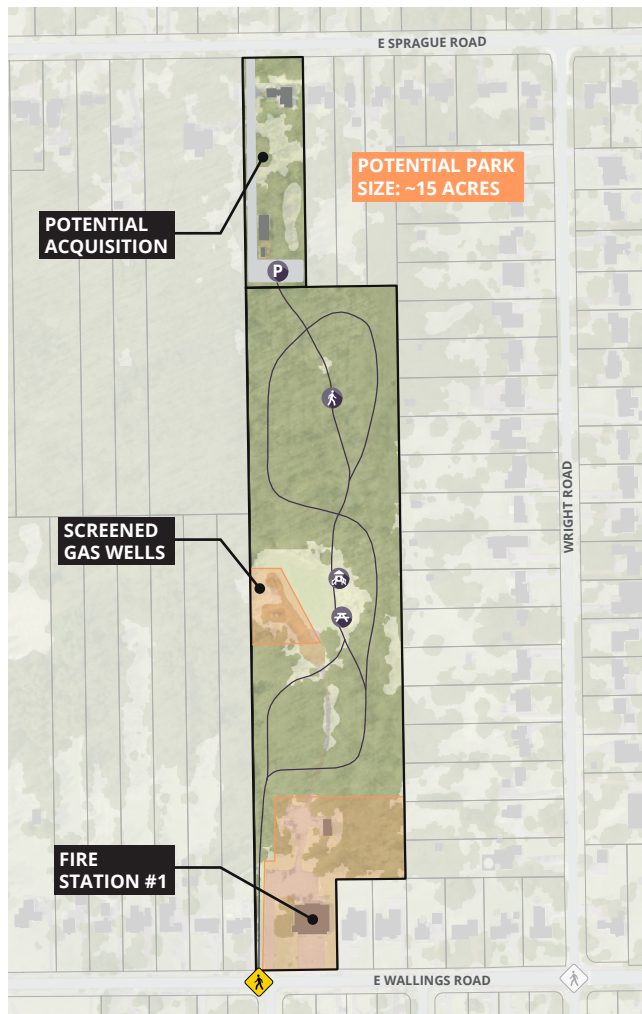 E SPRAGUE ROAD
POTENTIAL PARK
SIZE: ~15 ACRES
POTENTIAL
ACQUISITION
P
WRIGHT ROAD
SCREENED
GAS WELLS
FIRE
STATION #1
E WALLINGS ROAD